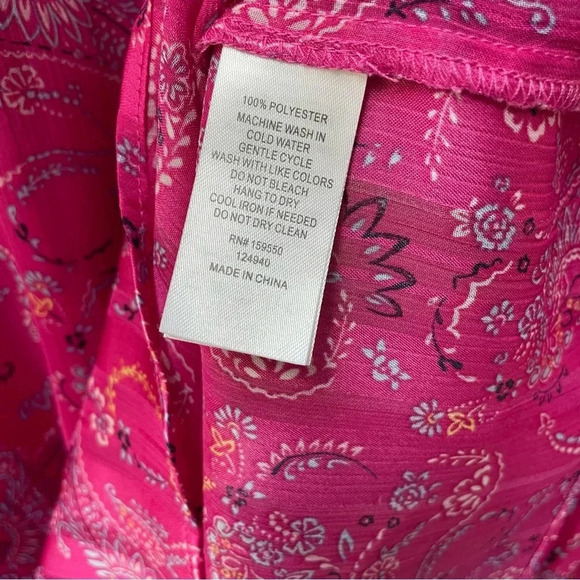 100% POLYESTER
MACHINE WASH IN
COLD WATER
GENTLE CYCLE
WASH WITH LIKE COLORS
DO NOT BLEACH
HANG TO DRY
COOL IRON IF NEEDED
DO NOT DRY CLEAN
RN# 159550
124940
MADE IN CHINA